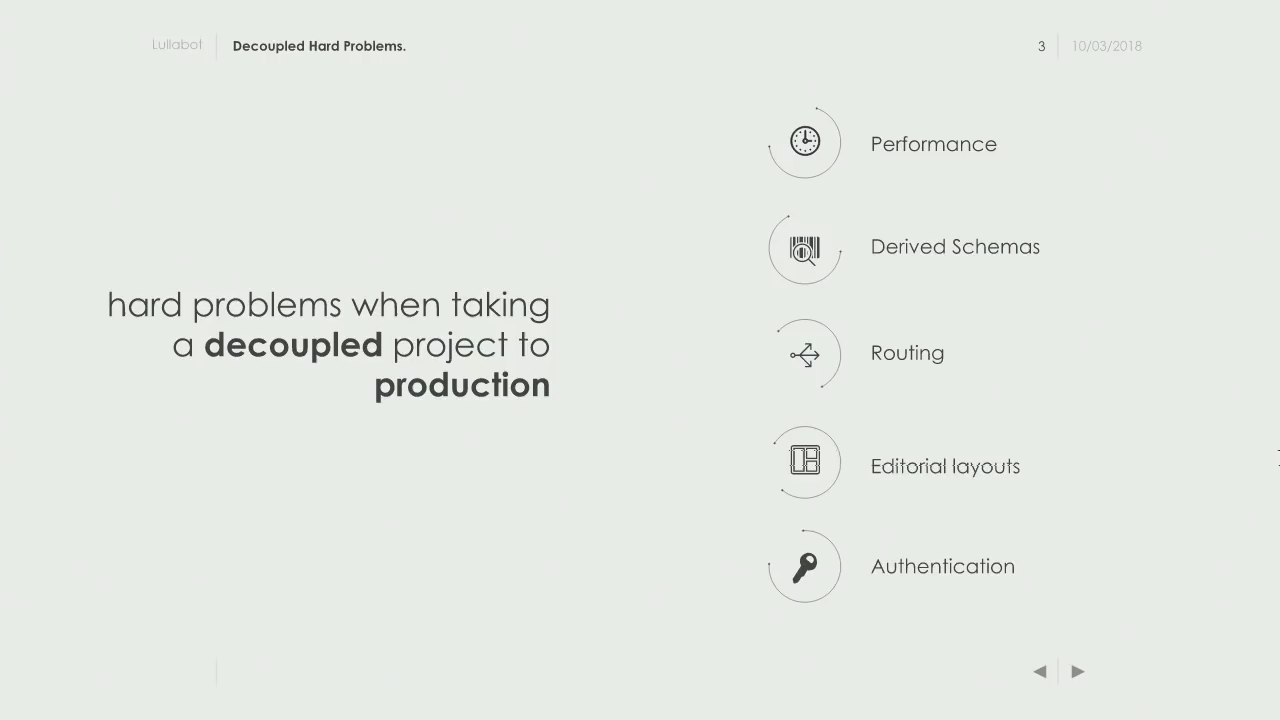 Lullabot
Decoupled Hard Problems.
3
10/03/2018
hard problems when taking
a decoupled project to
production
Performance
Derived Schemas
Routing
Editorial layouts
Authentication